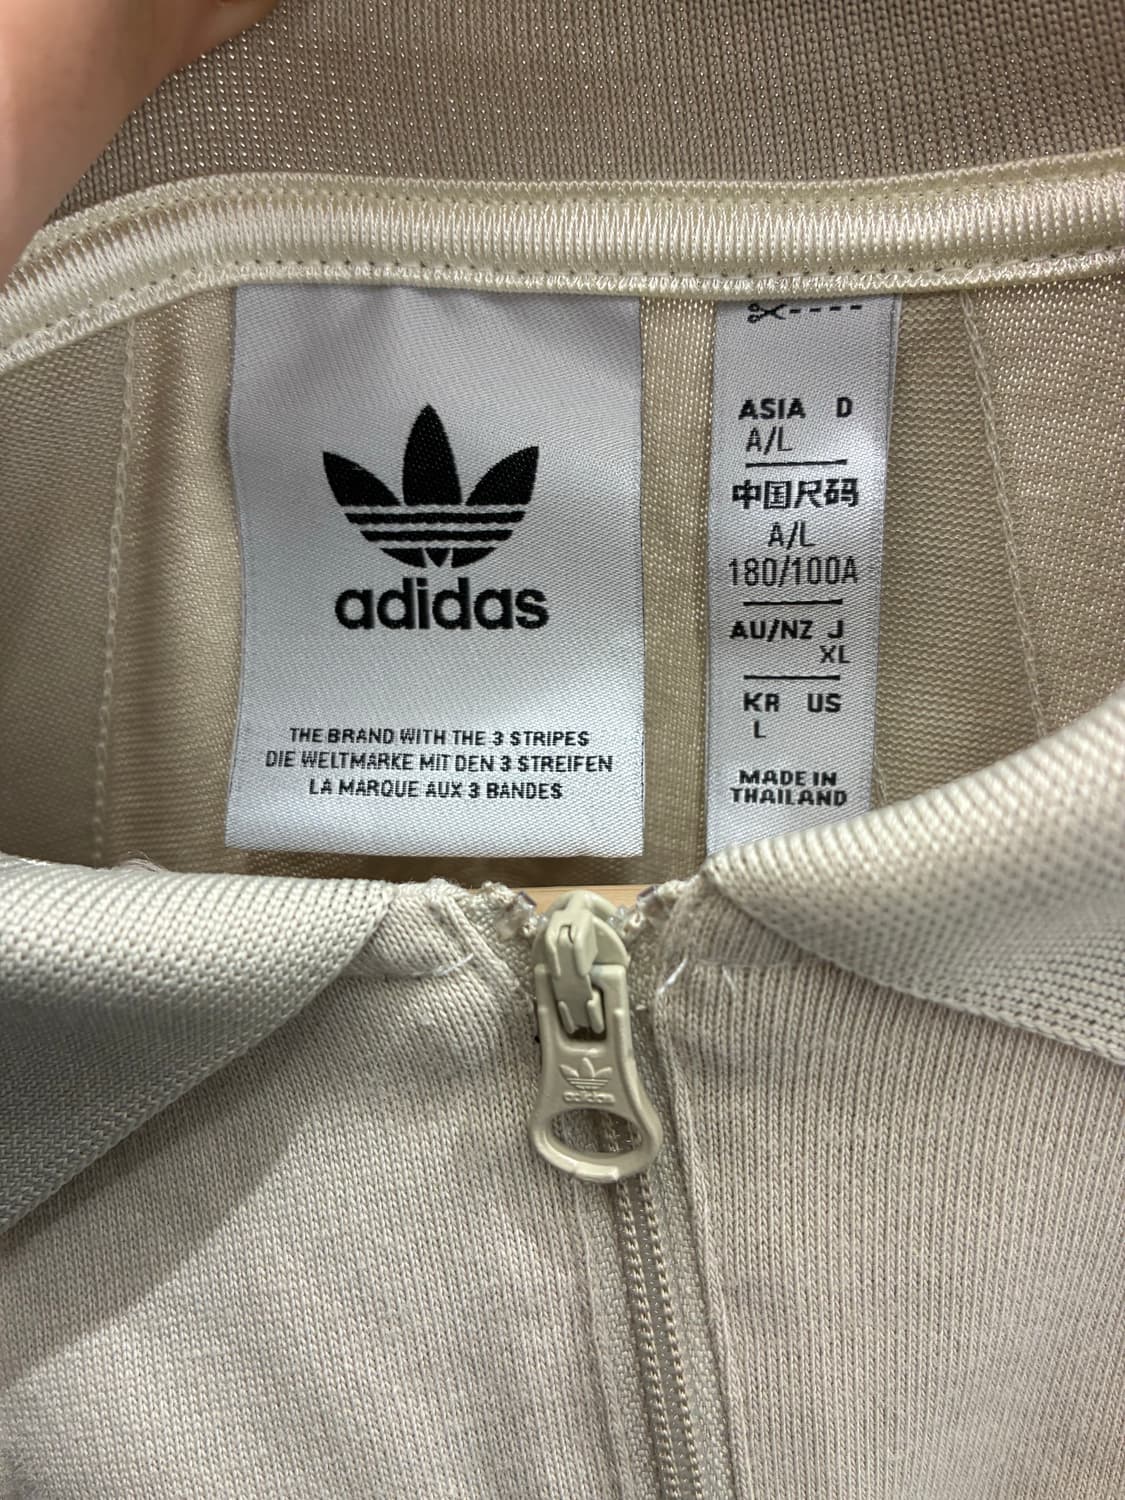 adidas
THE BRAND WITH THE 3 STRIPES
DIE WELTMARKE MIT DEN 3 STREIFEN
LA MARQUE AUX 3 BANDES
ASIA D
A/L
中国尺码
A/L
180/100A
AU/NZ J
XL
KR US
L
MADE IN
THAILAND
adidas